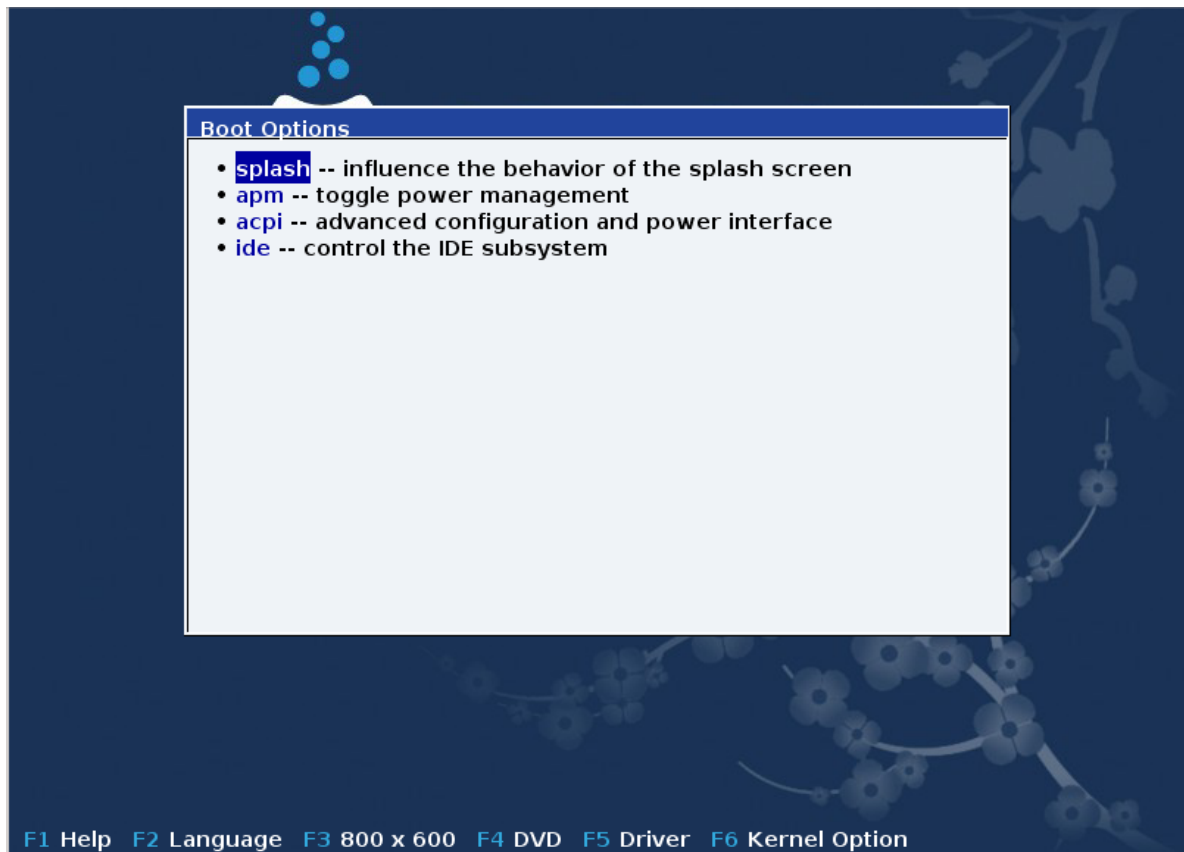 Boot Options
• splash -- influence the behavior of the splash screen
• apm -- toggle power management
• acpi -- advanced configuration and power interface
• ide -- control the IDE subsystem
F1 Help F2 Language F3 800 x 600 F4 DVD F5 Driver F6 Kernel Option